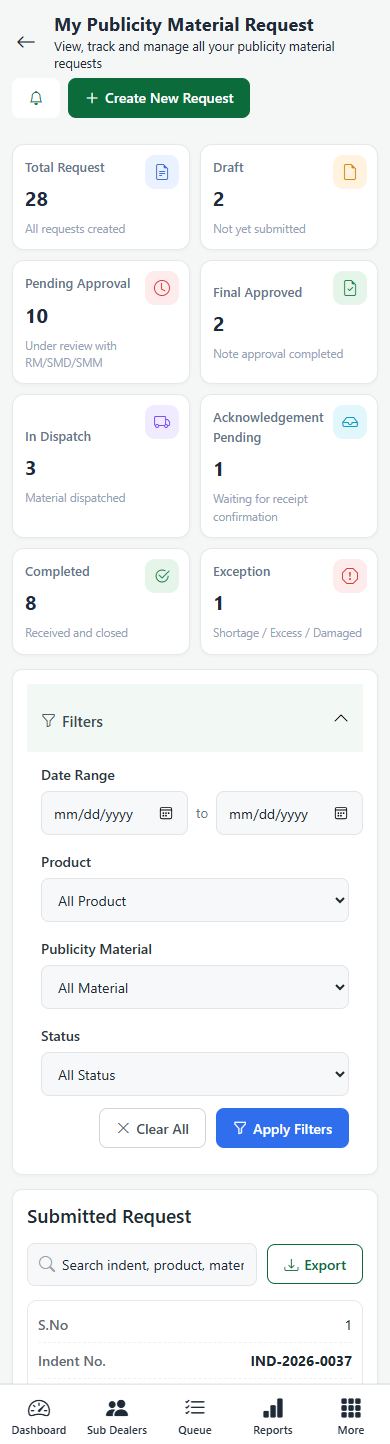 My Publicity Material Request
View, track and manage all your publicity material
requests
Create New Request
Total Request
28
All requests created
Draft
2
Not yet submitted
Pending Approval
10
Under review with
RM/SMD/SMM
Final Approved
2
Note approval completed
In Dispatch
3
Material dispatched
Acknowledgement
Pending
1
Waiting for receipt
confirmation
Completed
8
Received and closed
Exception
1
Shortage / Excess / Damaged
Filters
Date Range
mm/dd/yyyy to mm/dd/yyyy
Product
All Product
Publicity Material
All Material
Status
All Status
Clear All Apply Filters
Submitted Request
Search indent, product, mater Export
S.No 1
Indent No. IND-2026-0037
Dashboard Sub Dealers Queue Reports More